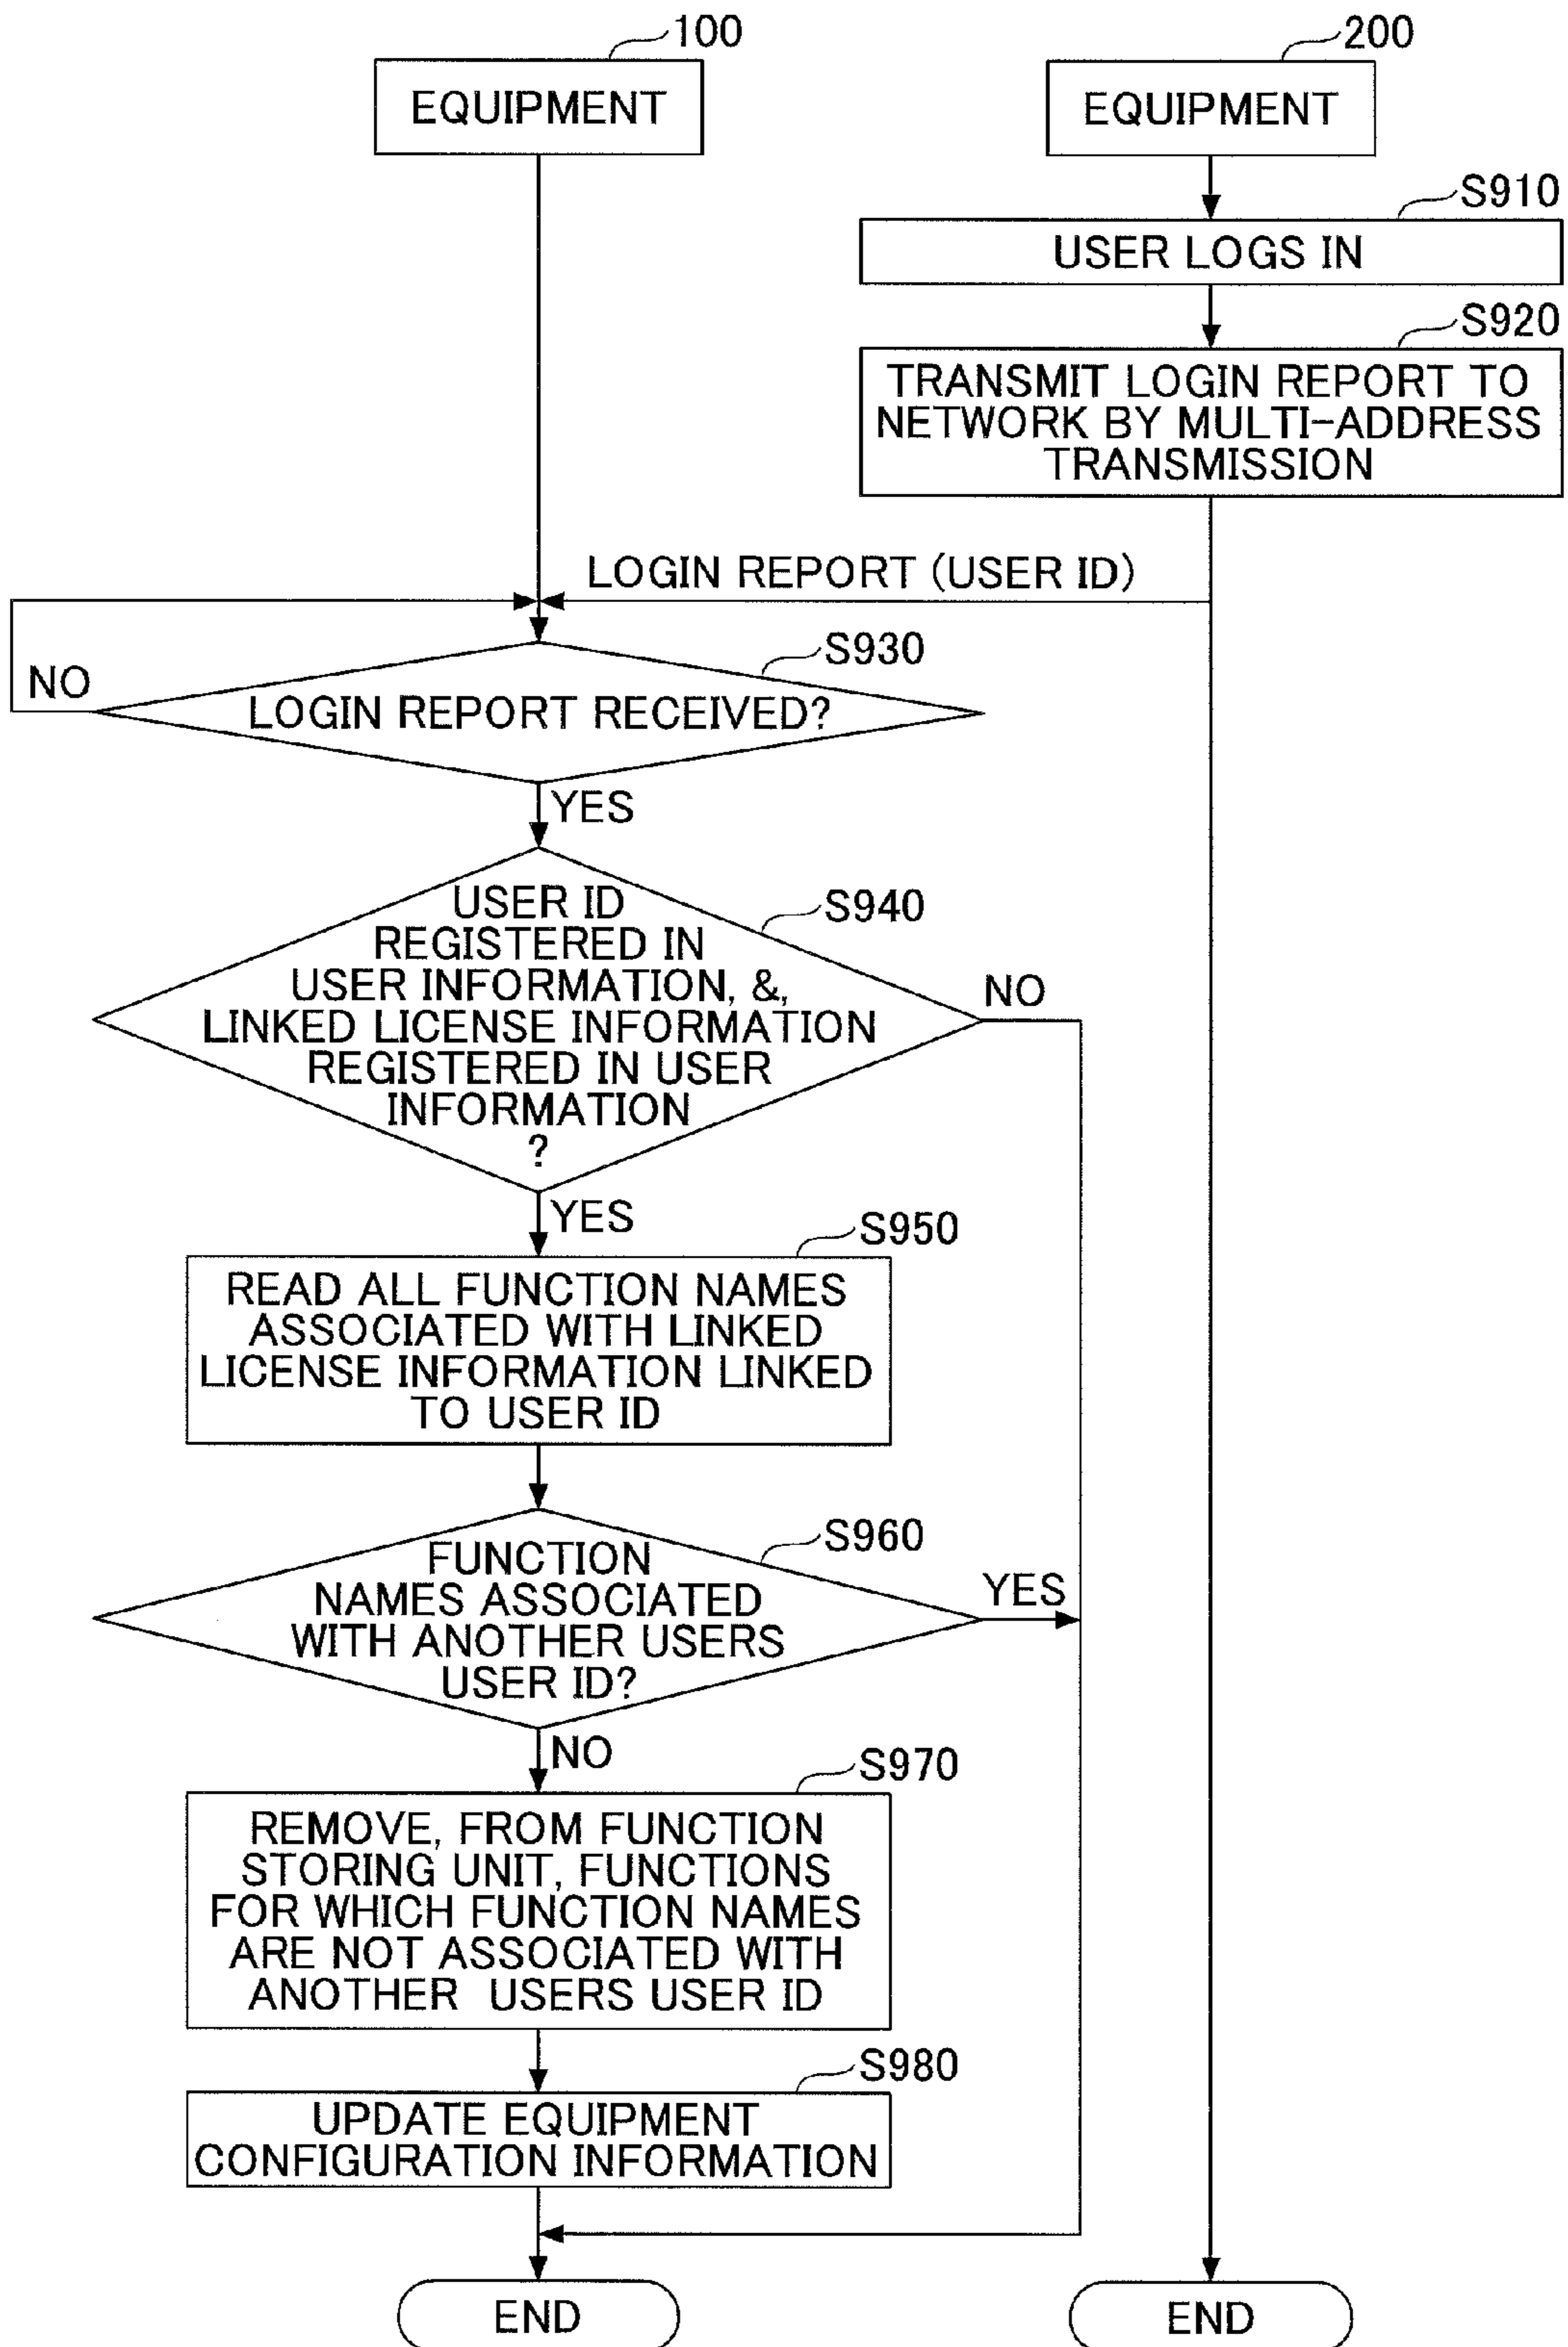 100
EQUIPMENT
200
EQUIPMENT
S910
USER LOGS IN
S920
TRANSMIT LOGIN REPORT TO
NETWORK BY MULTI-ADDRESS
TRANSMISSION
LOGIN REPORT (USER ID)
S930
NO
LOGIN REPORT RECEIVED?
YES
S940
USER ID
REGISTERED IN
USER INFORMATION, &,
LINKED LICENSE INFORMATION
REGISTERED IN USER
INFORMATION
?
NO
YES
S950
READ ALL FUNCTION NAMES
ASSOCIATED WITH LINKED
LICENSE INFORMATION LINKED
TO USER ID
S960
FUNCTION
NAMES ASSOCIATED
WITH ANOTHER USERS
USER ID?
YES
NO
S970
REMOVE, FROM FUNCTION
STORING UNIT, FUNCTIONS
FOR WHICH FUNCTION NAMES
ARE NOT ASSOCIATED WITH
ANOTHER USERS USER ID
S980
UPDATE EQUIPMENT
CONFIGURATION INFORMATION
END
END